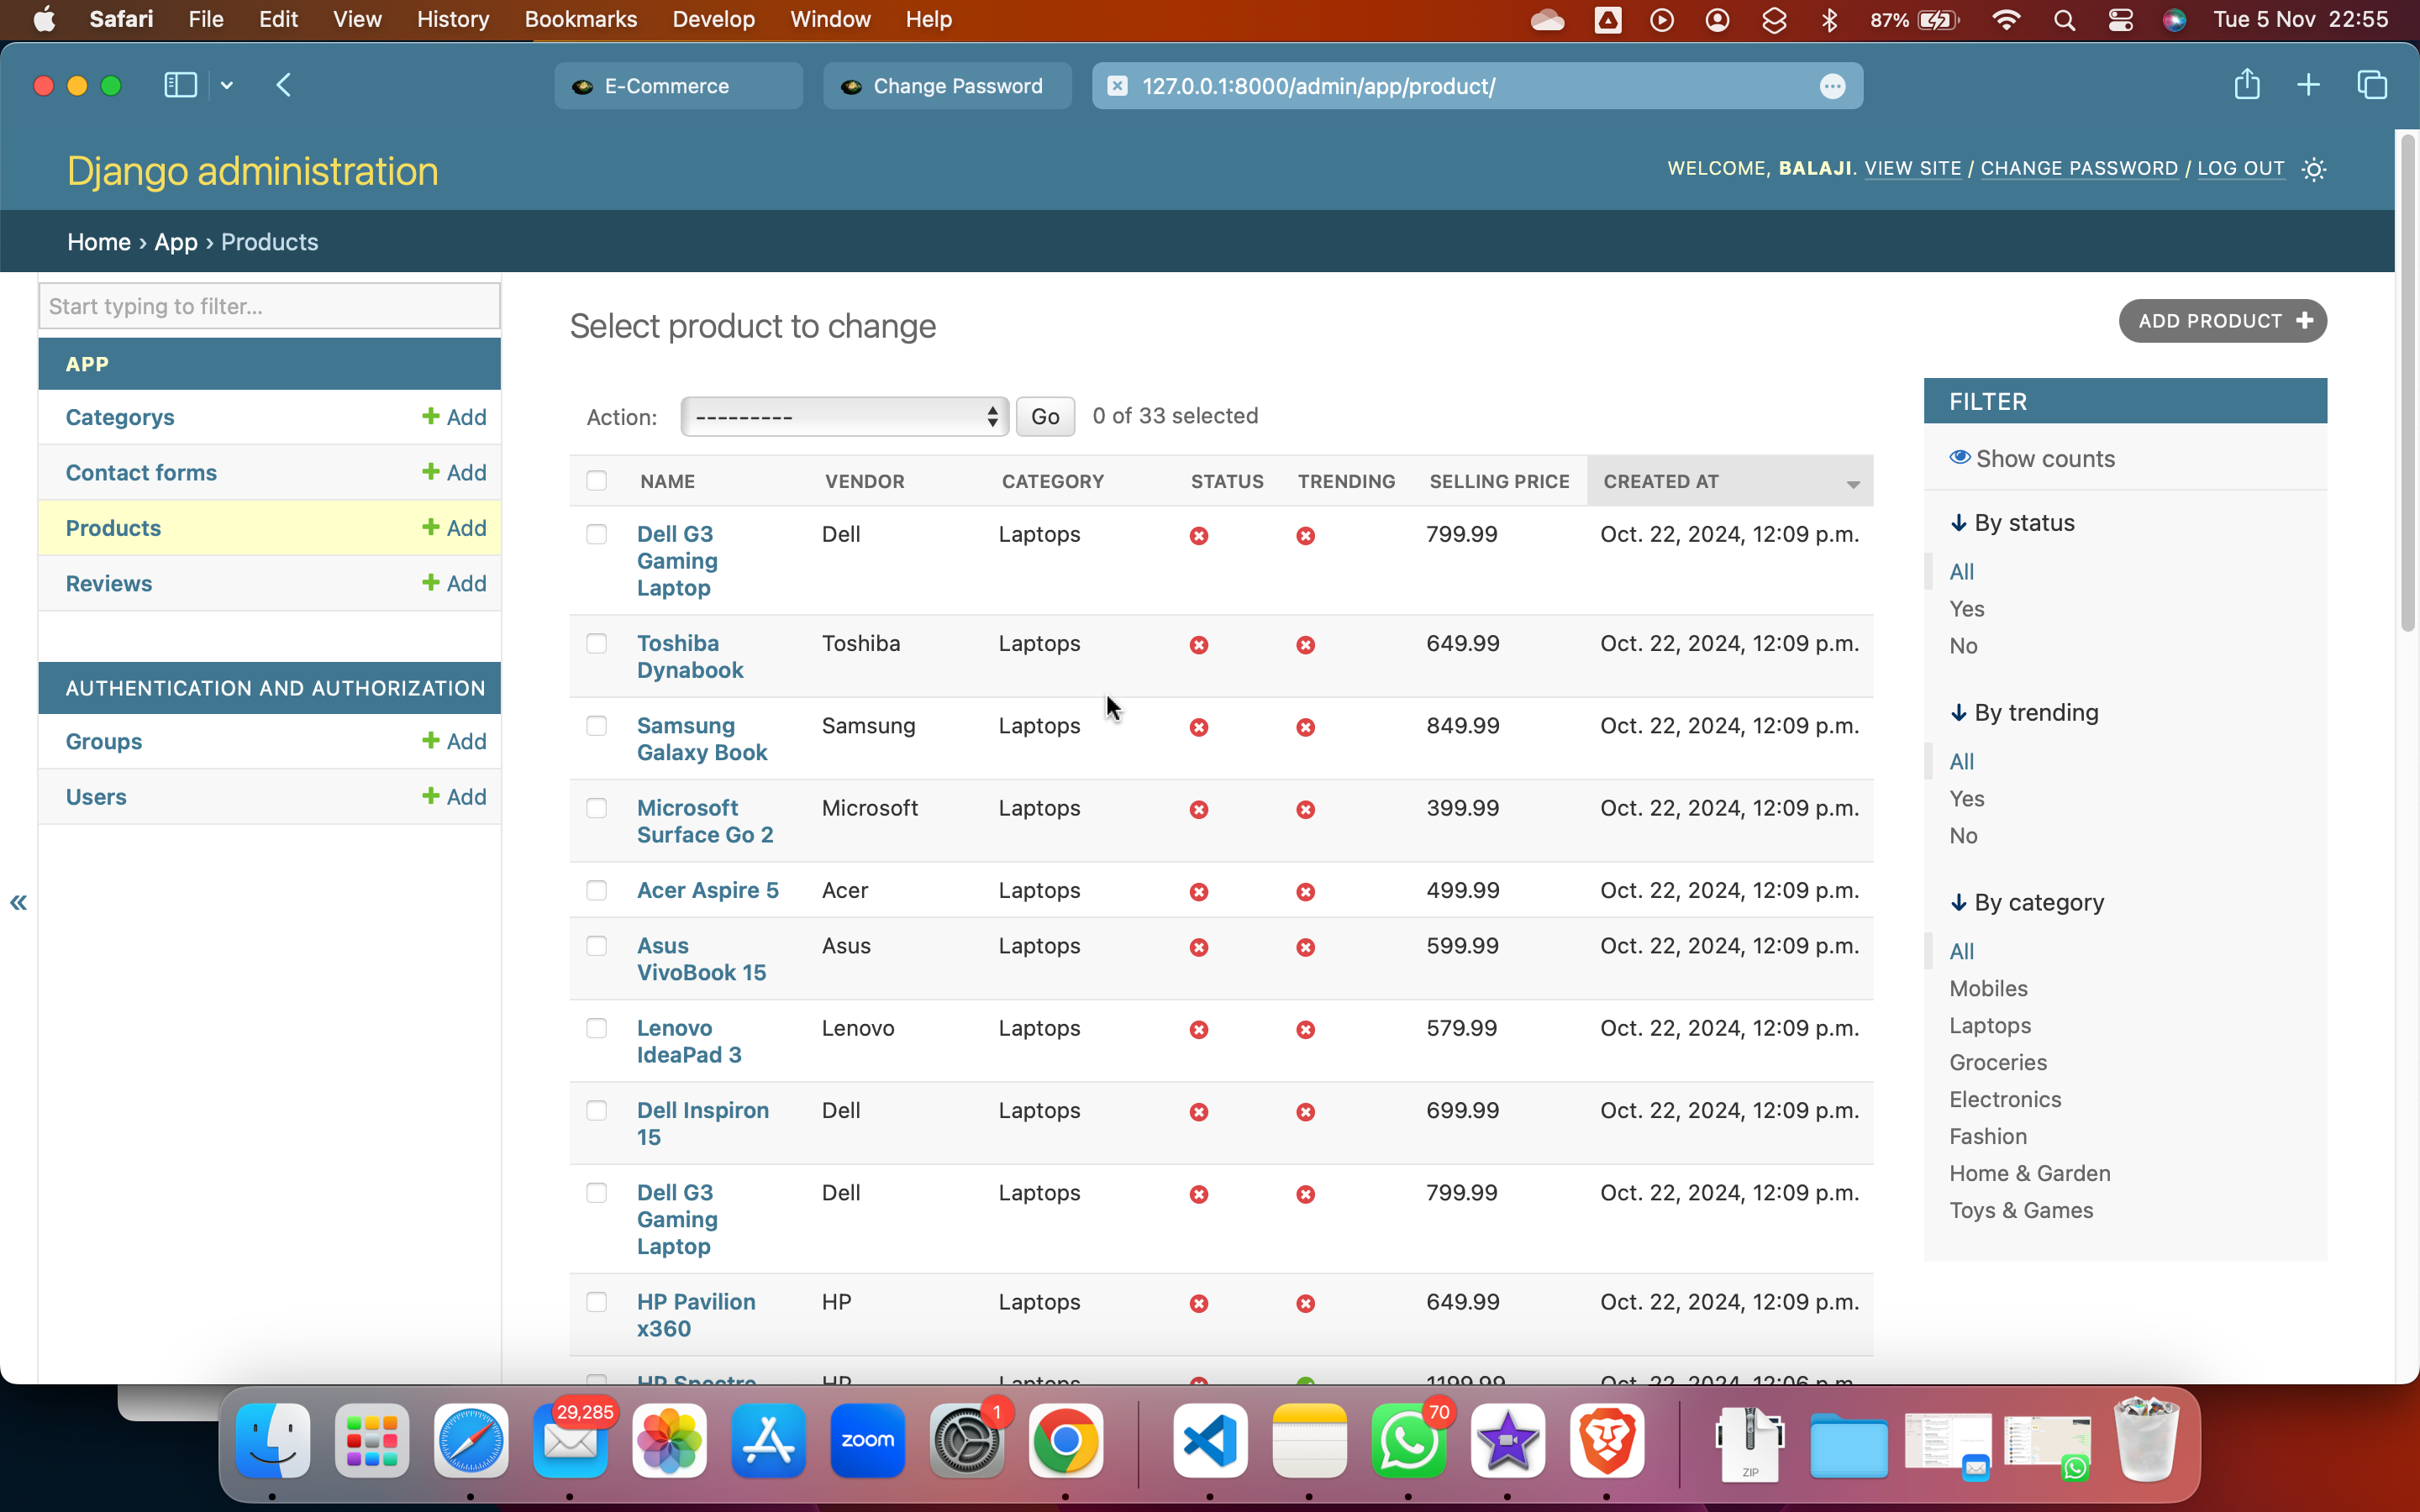 Safari File Edit View History Bookmarks Develop Window Help 87% Tue 5 Nov 22:55
E-Commerce Change Password 127.0.0.1:8000/admin/app/product/
Django administration
WELCOME, BALAJI. VIEW SITE / CHANGE PASSWORD / LOG OUT
Home › App › Products
Start typing to filter...
APP
Categorys + Add
Contact forms + Add
Products + Add
Reviews + Add
AUTHENTICATION AND AUTHORIZATION
Groups + Add
Users + Add
«
Select product to change
ADD PRODUCT +
Action: --------- Go 0 of 33 selected
NAME VENDOR CATEGORY STATUS TRENDING SELLING PRICE CREATED AT
Dell G3 Dell Laptops 799.99 Oct. 22, 2024, 12:09 p.m.
Gaming
Laptop
Toshiba Toshiba Laptops 649.99 Oct. 22, 2024, 12:09 p.m.
Dynabook
Samsung Samsung Laptops 849.99 Oct. 22, 2024, 12:09 p.m.
Galaxy Book
Microsoft Microsoft Laptops 399.99 Oct. 22, 2024, 12:09 p.m.
Surface Go 2
Acer Aspire 5 Acer Laptops 499.99 Oct. 22, 2024, 12:09 p.m.
Asus Asus Laptops 599.99 Oct. 22, 2024, 12:09 p.m.
VivoBook 15
Lenovo Lenovo Laptops 579.99 Oct. 22, 2024, 12:09 p.m.
IdeaPad 3
Dell Inspiron Dell Laptops 699.99 Oct. 22, 2024, 12:09 p.m.
15
Dell G3 Dell Laptops 799.99 Oct. 22, 2024, 12:09 p.m.
Gaming
Laptop
HP Pavilion HP Laptops 649.99 Oct. 22, 2024, 12:09 p.m.
x360
HP Spectre HP Laptops 1199.99 Oct. 22, 2024, 12:06 p.m.
FILTER
Show counts
↓ By status
All
Yes
No
↓ By trending
All
Yes
No
↓ By category
All
Mobiles
Laptops
Groceries
Electronics
Fashion
Home & Garden
Toys & Games
29,285
zoom
1
70
ZIP